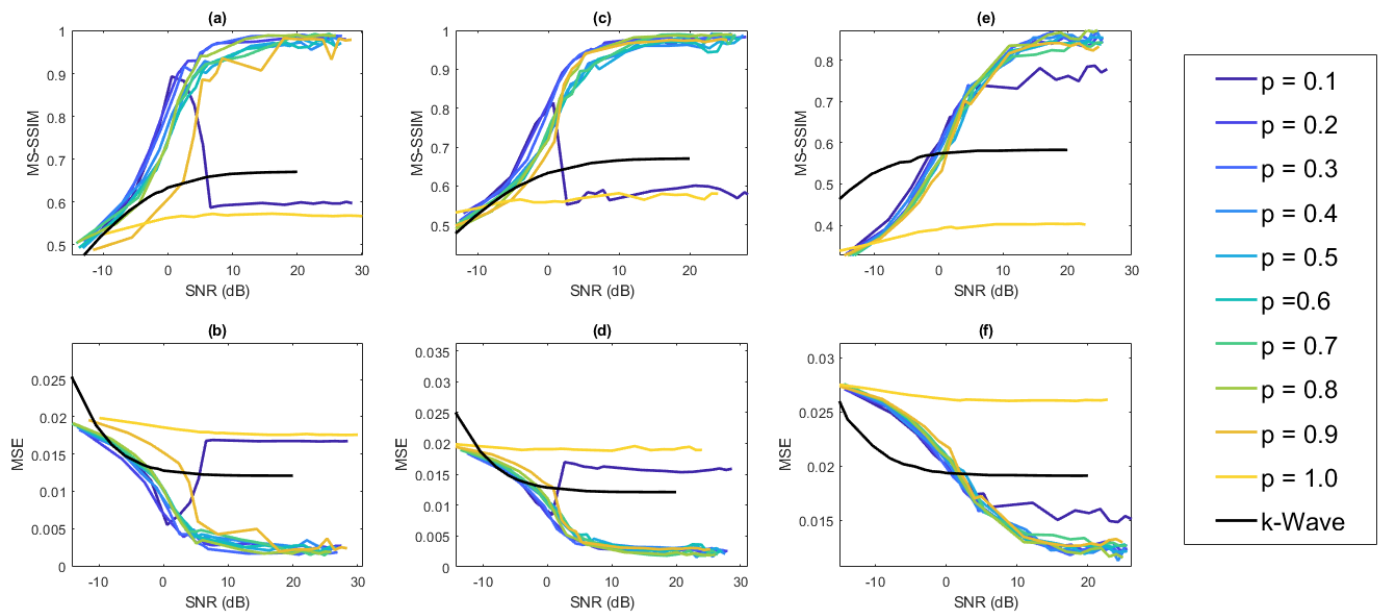 (a)
1
0.9
0.8
0.7
0.6
0.5
MS-SSIM
-10 0 10 20 30
SNR (dB)
(c)
1
0.9
0.8
0.7
0.6
0.5
MS-SSIM
-10 0 10 20
SNR (dB)
(e)
0.8
0.7
0.6
0.5
0.4
MS-SSIM
-10 0 10 20 30
SNR (dB)
(b)
0.025
0.02
0.015
0.01
0.005
0
MSE
-10 0 10 20 30
SNR (dB)
(d)
0.035
0.03
0.025
0.02
0.015
0.01
0.005
0
MSE
-10 0 10 20 30
SNR (dB)
(f)
0.03
0.025
0.02
0.015
MSE
-10 0 10 20
SNR (dB)
p = 0.1
p = 0.2
p = 0.3
p = 0.4
p = 0.5
p =0.6
p = 0.7
p = 0.8
p = 0.9
p = 1.0
k-Wave